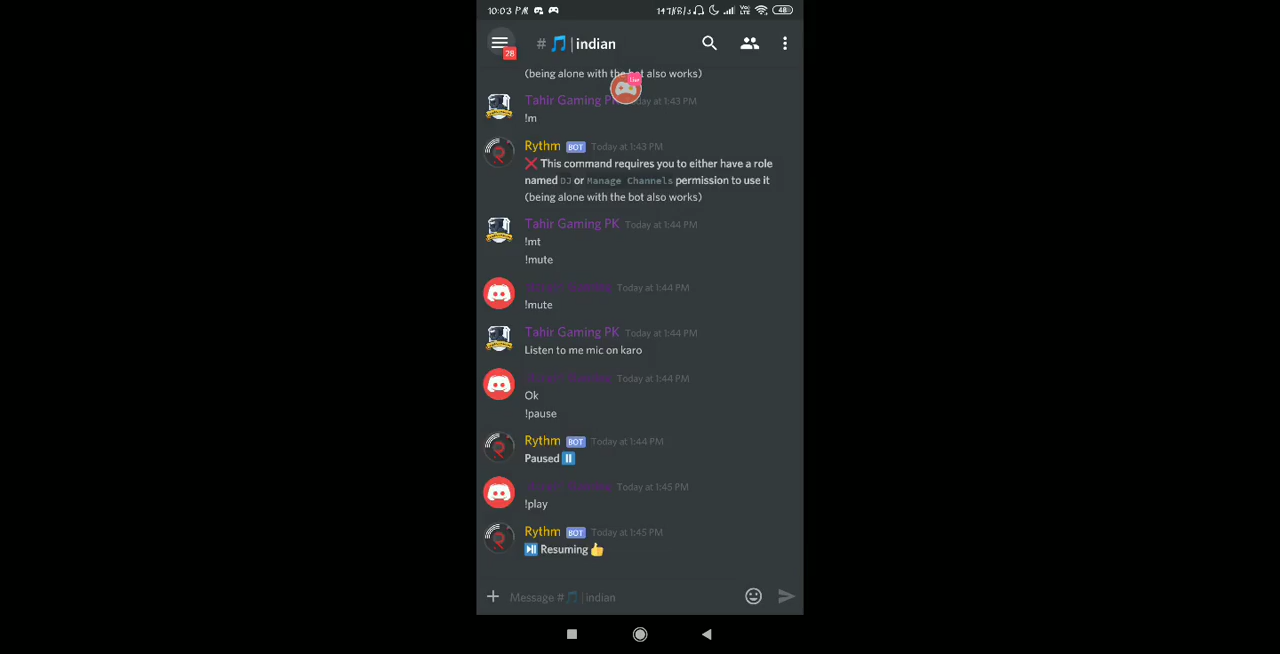 10:03 PM
48
28
# 🎵 | indian
(being alone with the bot also works)
Live
Tahir Gaming PK Today at 1:43 PM
!m
Rythm BOT Today at 1:43 PM
❌ This command requires you to either have a role
named DJ or Manage Channels permission to use it
(being alone with the bot also works)
Tahir Gaming PK Today at 1:44 PM
!mt
!mute
Today at 1:44 PM
!mute
Tahir Gaming PK Today at 1:44 PM
Listen to me mic on karo
Today at 1:44 PM
Ok
!pause
Rythm BOT Today at 1:44 PM
Paused ⏸
Today at 1:45 PM
!play
Rythm BOT Today at 1:45 PM
⏯ Resuming 👍
Message #🎵 | indian